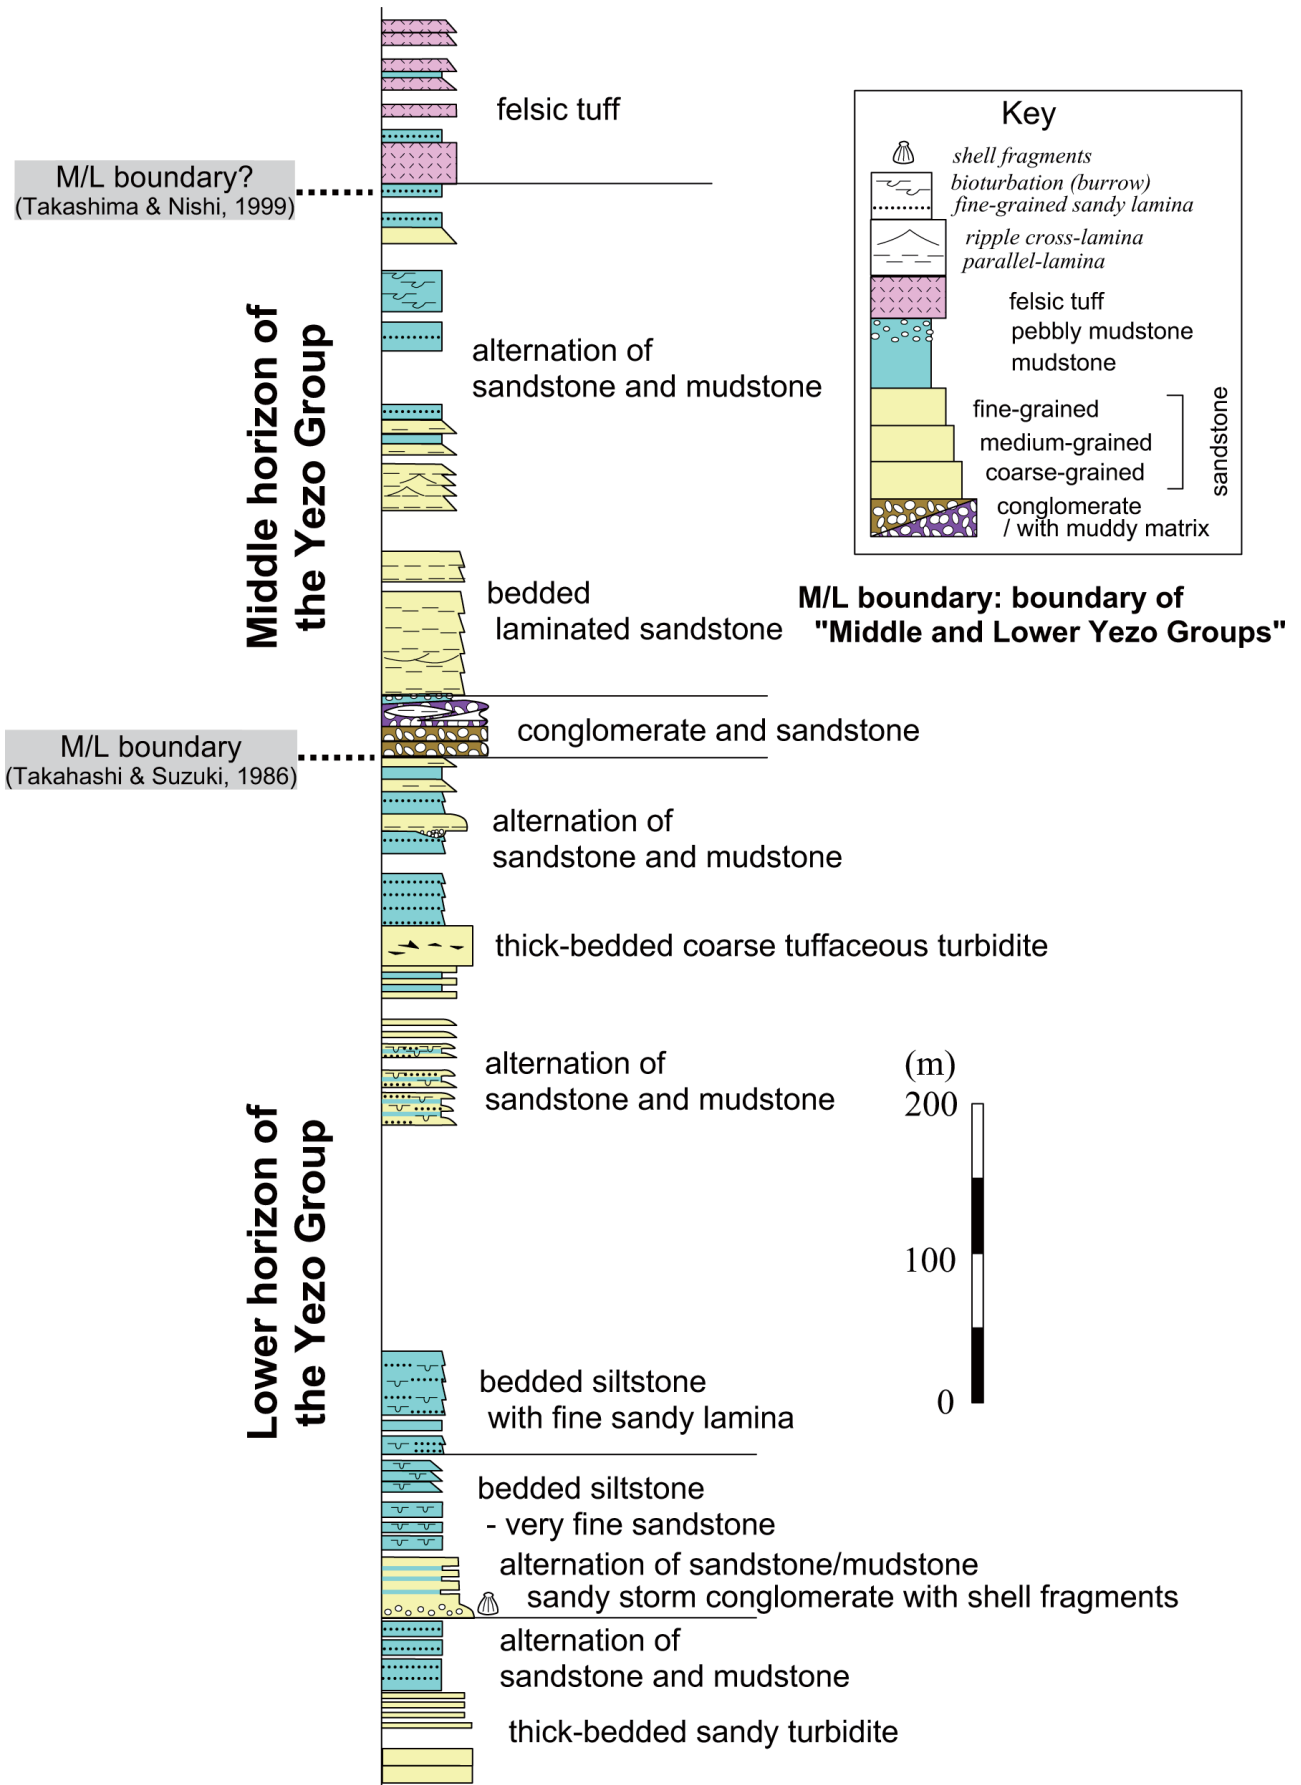 felsic tuff
M/L boundary?
(Takashima & Nishi, 1999)
Middle horizon of
the Yezo Group
alternation of
sandstone and mudstone
bedded
laminated sandstone
conglomerate and sandstone
M/L boundary
(Takahashi & Suzuki, 1986)
alternation of
sandstone and mudstone
thick-bedded coarse tuffaceous turbidite
alternation of
sandstone and mudstone
Lower horizon of
the Yezo Group
bedded siltstone
with fine sandy lamina
bedded siltstone
- very fine sandstone
alternation of sandstone/mudstone
sandy storm conglomerate with shell fragments
alternation of
sandstone and mudstone
thick-bedded sandy turbidite
Key
shell fragments
bioturbation (burrow)
fine-grained sandy lamina
ripple cross-lamina
parallel-lamina
felsic tuff
pebbly mudstone
mudstone
fine-grained
medium-grained
coarse-grained
sandstone
conglomerate
/ with muddy matrix
M/L boundary: boundary of
"Middle and Lower Yezo Groups"
(m)
200
100
0